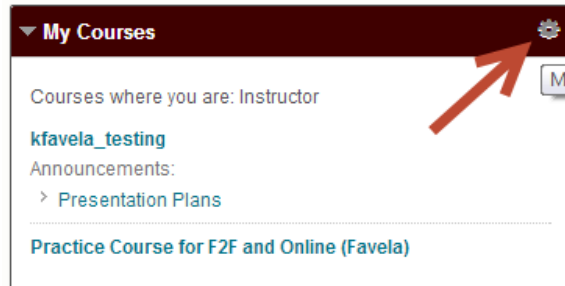 My Courses
M
Courses where you are: Instructor
kfavela_testing
Announcements:
> Presentation Plans
Practice Course for F2F and Online (Favela)